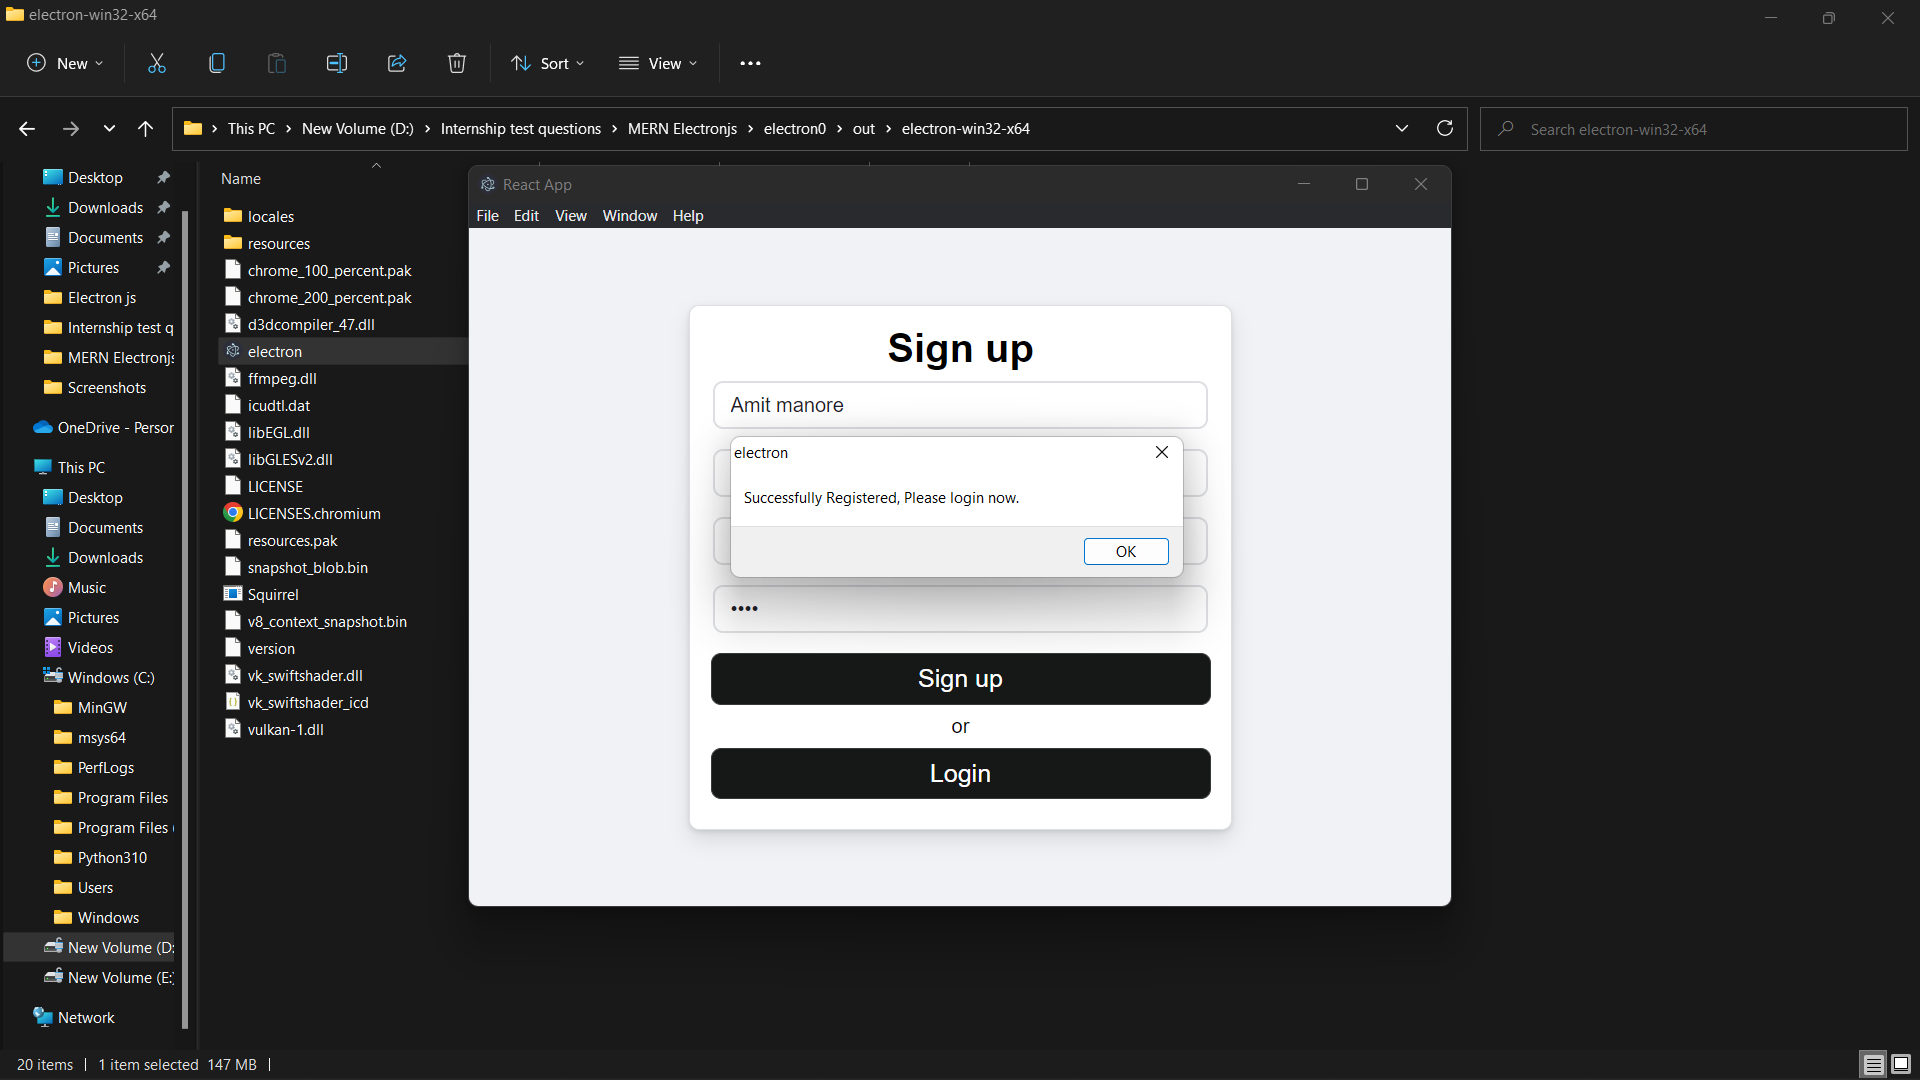 electron-win32-x64
New
Sort
View
This PC > New Volume (D:) > Internship test questions > MERN Electronjs > electron0 > out > electron-win32-x64
Search electron-win32-x64
Desktop
Downloads
Documents
Pictures
Electron js
Internship test q
MERN Electronjs
Screenshots
OneDrive - Person
This PC
Desktop
Documents
Downloads
Music
Pictures
Videos
Windows (C:)
MinGW
msys64
PerfLogs
Program Files
Program Files (
Python310
Users
Windows
New Volume (D:
New Volume (E:)
Network
Name
locales
resources
chrome_100_percent.pak
chrome_200_percent.pak
d3dcompiler_47.dll
electron
ffmpeg.dll
icudtl.dat
libEGL.dll
libGLESv2.dll
LICENSE
LICENSES.chromium
resources.pak
snapshot_blob.bin
Squirrel
v8_context_snapshot.bin
version
vk_swiftshader.dll
vk_swiftshader_icd
vulkan-1.dll
React App
File Edit View Window Help
Sign up
Amit manore
electron
Successfully Registered, Please login now.
OK
••••
Sign up
or
Login
20 items
1 item selected 147 MB